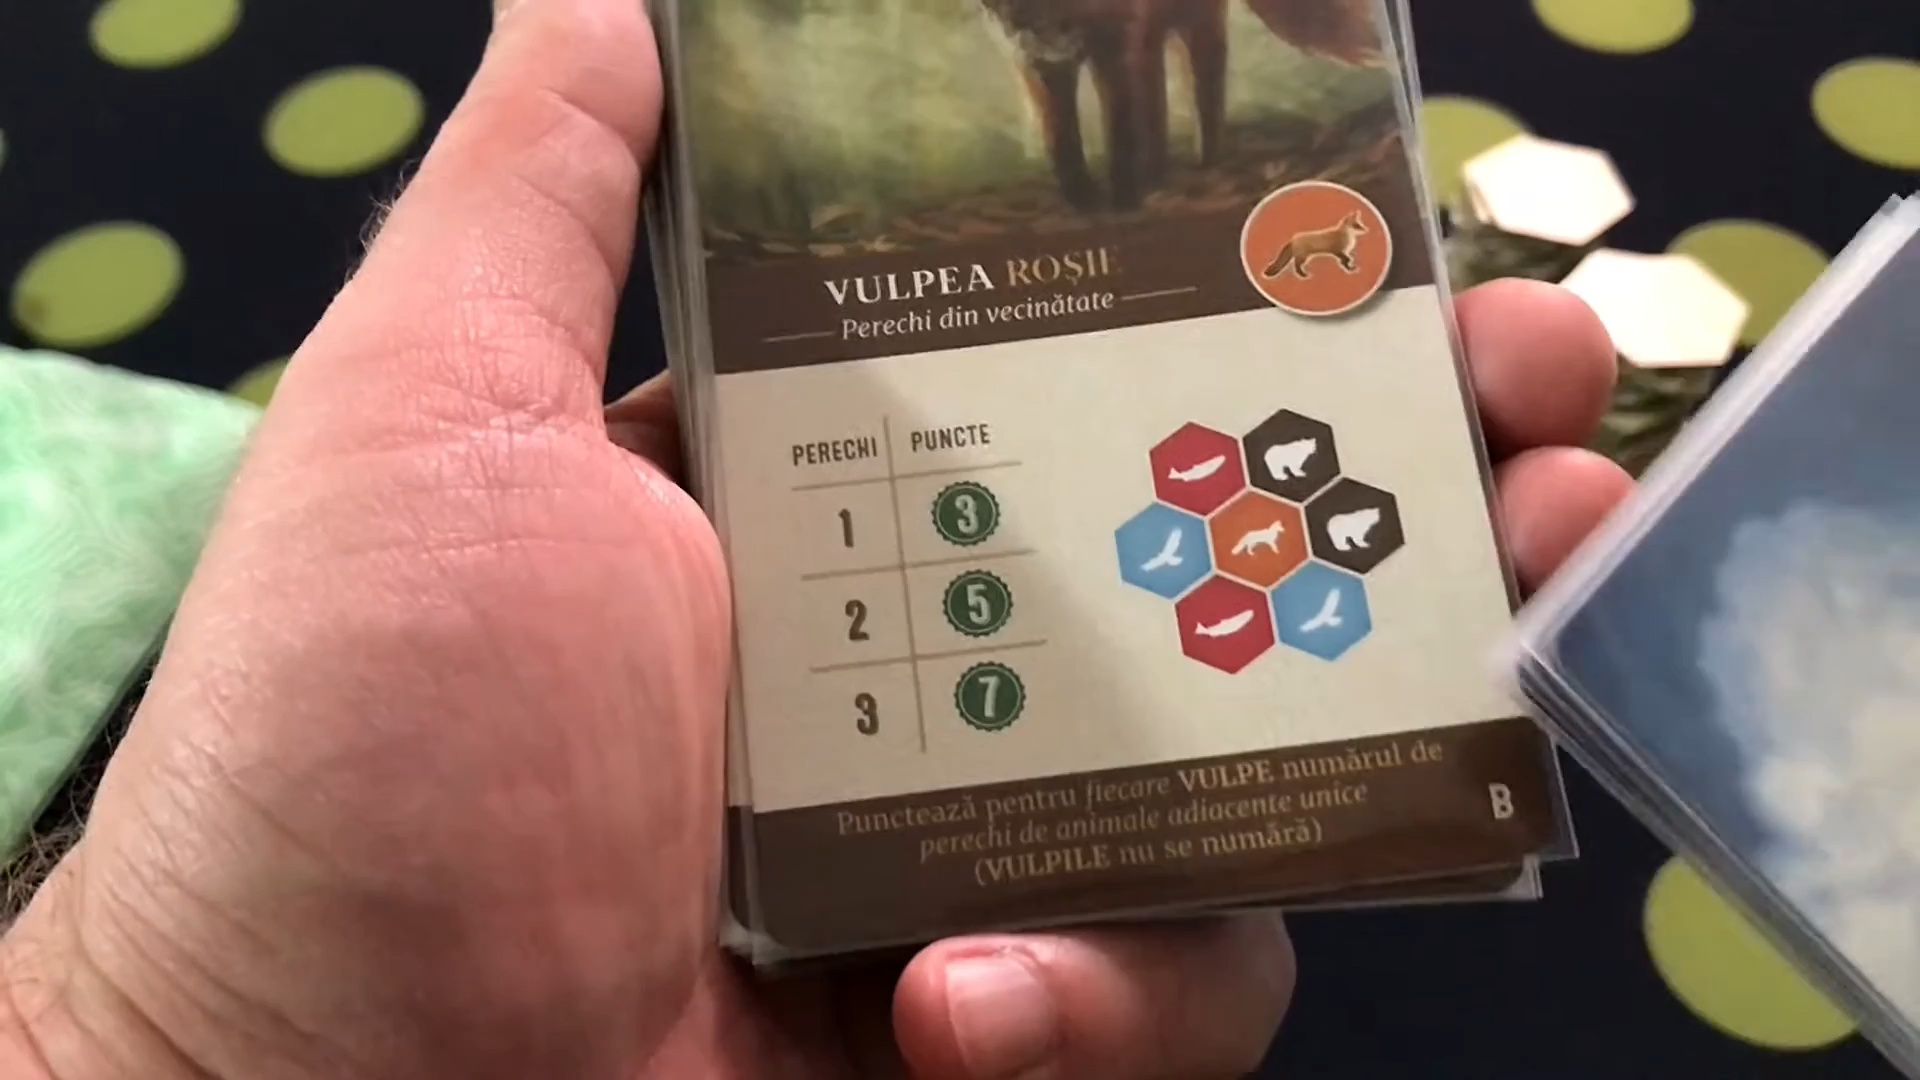 VULPEA ROȘIE
Perechi din vecinătate
PERECHI PUNCTE
1 3
2 5
3 7
Punctează pentru fiecare VULPE numărul de
perechi de animale adiacente unice
(VULPILE nu se numără)
B